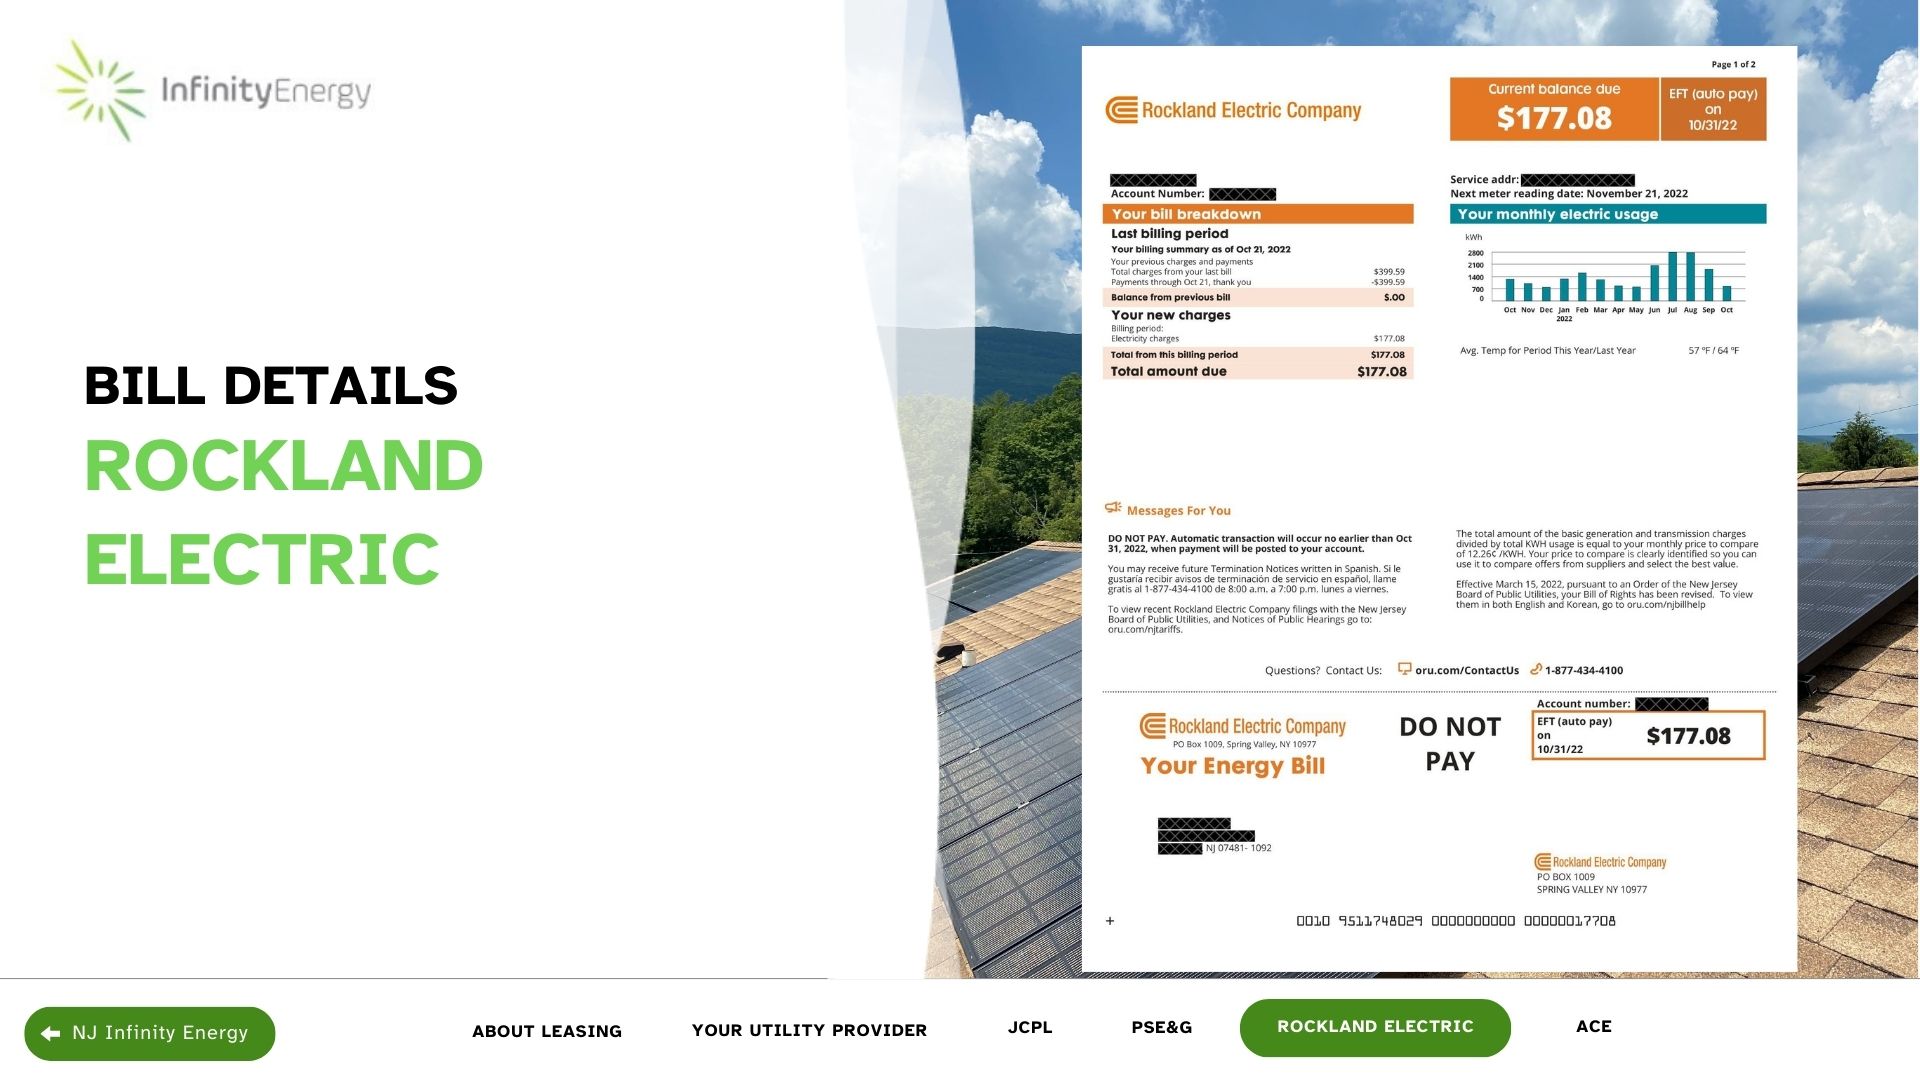 InfinityEnergy
BILL DETAILS
ROCKLAND
ELECTRIC
Page 1 of 2
Rockland Electric Company
Current balance due
$177.08
EFT (auto pay)
on
10/31/22
Account Number:
Service addr:
Next meter reading date: November 21, 2022
Your bill breakdown
Last billing period
Your billing summary as of Oct 21, 2022
Your previous charges and payments
Total charges from your last bill $399.59
Payments through Oct 21, thank you -$399.59
Balance from previous bill $.00
Your new charges
Billing period:
Electricity charges $177.08
Total from this billing period $177.08
Total amount due $177.08
Your monthly electric usage
kWh
2800
2100
1400
700
0
Oct Nov Dec Jan Feb Mar Apr May Jun Jul Aug Sep Oct
2022
Avg. Temp for Period This Year/Last Year 57 °F / 64 °F
Messages For You
DO NOT PAY. Automatic transaction will occur no earlier than Oct
31, 2022, when payment will be posted to your account.
You may receive future Termination Notices written in Spanish. Si le
gustaría recibir avisos de terminación de servicio en español, llame
gratis al 1-877-434-4100 de 8:00 a.m. a 7:00 p.m. lunes a viernes.
To view recent Rockland Electric Company filings with the New Jersey
Board of Public Utilities, and Notices of Public Hearings go to:
oru.com/njtariffs.
The total amount of the basic generation and transmission charges
divided by total KWH usage is equal to your monthly price to compare
of 12.26¢ /KWH. Your price to compare is clearly identified so you can
use it to compare offers from suppliers and select the best value.
Effective March 15, 2022, pursuant to an Order of the New Jersey
Board of Public Utilities, your Bill of Rights has been revised. To view
them in both English and Korean, go to oru.com/njbillhelp
Questions? Contact Us: oru.com/ContactUs 1-877-434-4100
Rockland Electric Company
PO Box 1009, Spring Valley, NY 10977
Your Energy Bill
DO NOT
PAY
Account number:
EFT (auto pay)
on
10/31/22
$177.08
NJ 07481- 1092
Rockland Electric Company
PO BOX 1009
SPRING VALLEY NY 10977
+ 0010 9511748029 0000000000 00000017708
NJ Infinity Energy
ABOUT LEASING
YOUR UTILITY PROVIDER
JCPL
PSE&G
ROCKLAND ELECTRIC
ACE